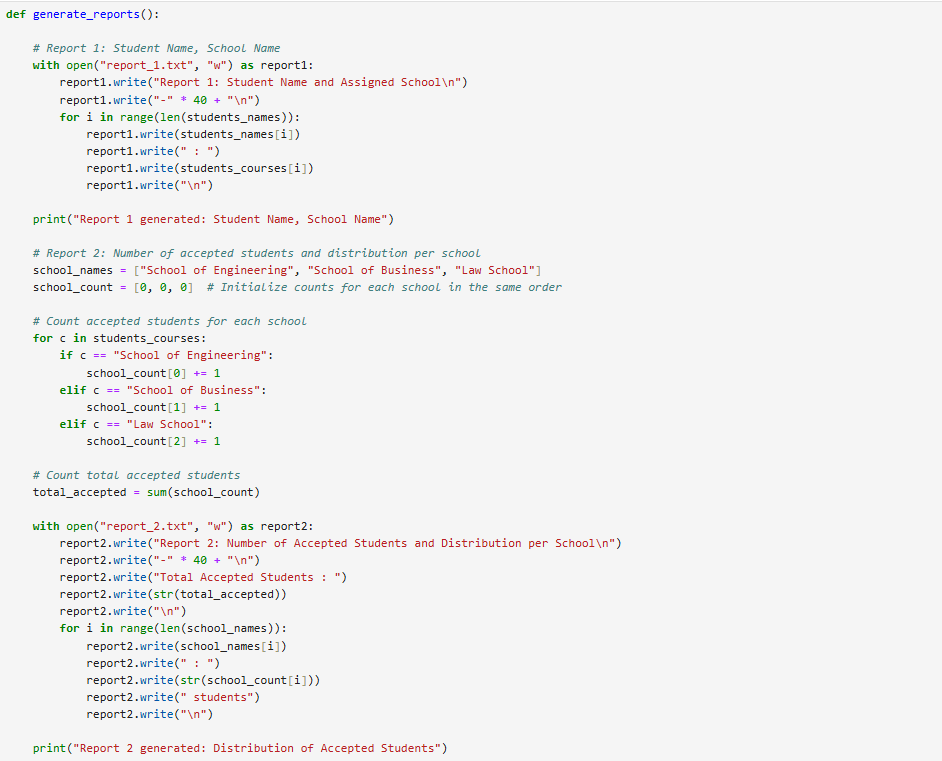 def generate_reports():
    # Report 1: Student Name, School Name
    with open("report_1.txt", "w") as report1:
        report1.write("Report 1: Student Name and Assigned School\n")
        report1.write("-" * 40 + "\n")
        for i in range(len(students_names)):
            report1.write(students_names[i])
            report1.write(" : ")
            report1.write(students_courses[i])
            report1.write("\n")
    print("Report 1 generated: Student Name, School Name")
    # Report 2: Number of accepted students and distribution per school
    school_names = ["School of Engineering", "School of Business", "Law School"]
    school_count = [0, 0, 0]  # Initialize counts for each school in the same order
    # Count accepted students for each school
    for c in students_courses:
        if c == "School of Engineering":
            school_count[0] += 1
        elif c == "School of Business":
            school_count[1] += 1
        elif c == "Law School":
            school_count[2] += 1
    # Count total accepted students
    total_accepted = sum(school_count)
    with open("report_2.txt", "w") as report2:
        report2.write("Report 2: Number of Accepted Students and Distribution per School\n")
        report2.write("-" * 40 + "\n")
        report2.write("Total Accepted Students : ")
        report2.write(str(total_accepted))
        report2.write("\n")
        for i in range(len(school_names)):
            report2.write(school_names[i])
            report2.write(" : ")
            report2.write(str(school_count[i]))
            report2.write(" students")
            report2.write("\n")
    print("Report 2 generated: Distribution of Accepted Students")